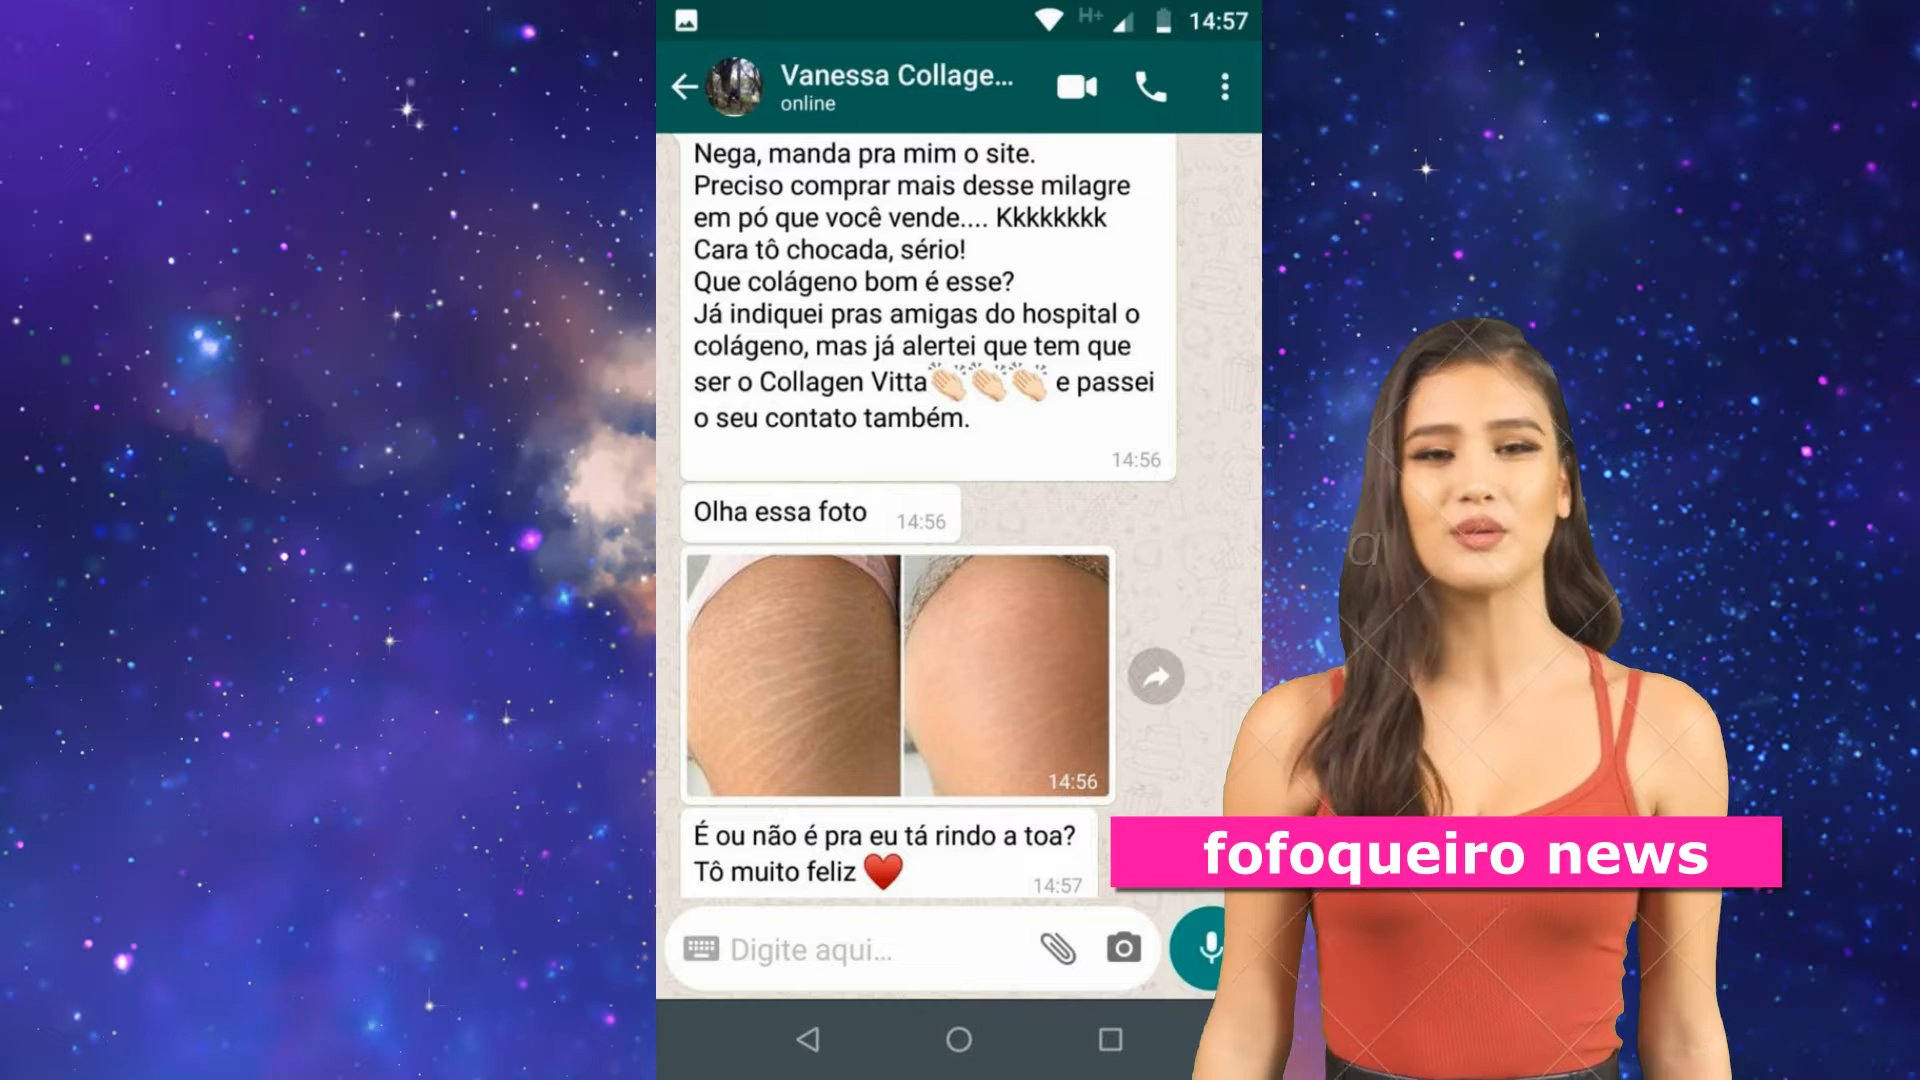 H+ 14:57
Vanessa Collage...
online
Nega, manda pra mim o site.
Preciso comprar mais desse milagre
em pó que você vende.... Kkkkkkkk
Cara tô chocada, sério!
Que colágeno bom é esse?
Já indiquei pras amigas do hospital o
colágeno, mas já alertei que tem que
ser o Collagen Vitta👏🏻👏🏻👏🏻 e passei
o seu contato também.
14:56
Olha essa foto 14:56
14:56
É ou não é pra eu tá rindo a toa?
Tô muito feliz ❤️
14:57
Digite aqui...
a
fofoqueiro news